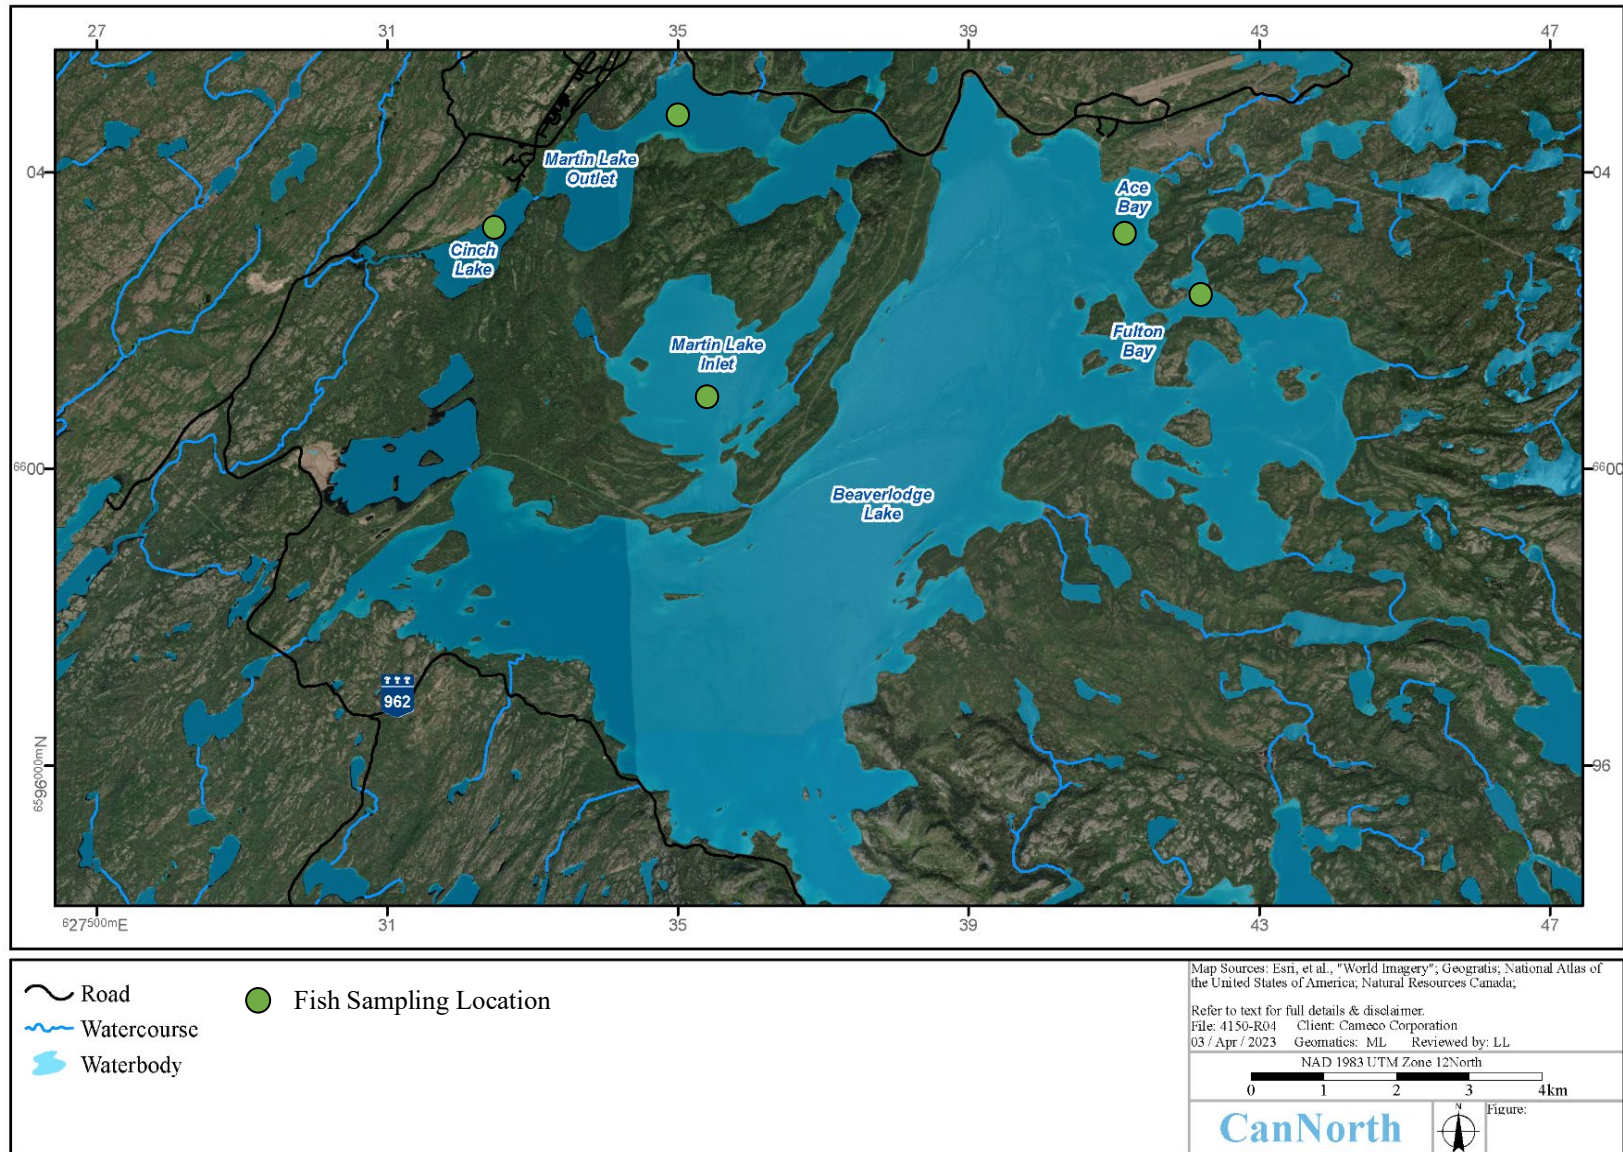 27 31 35 39 43 47
04 04
Martin Lake
Outlet
Ace
Bay
Cinch
Lake
Martin Lake
Inlet
Fulton
Bay
6600 6600
Beaverlodge
Lake
962
6596000mN 96
627500mE 31 35 39 43 47
Road
Watercourse
Waterbody
Fish Sampling Location
Map Sources: Esri, et al., "World Imagery"; Geogratis; National Atlas of
the United States of America; Natural Resources Canada;
Refer to text for full details & disclaimer.
File: 4150-R04 Client: Cameco Corporation
03 / Apr / 2023 Geomatics: ML Reviewed by: LL
NAD 1983 UTM Zone 12North
0 1 2 3 4km
CanNorth
N
Figure: